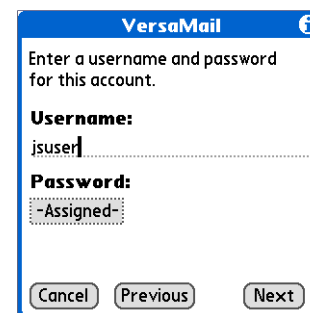 VersaMail
Enter a username and password
for this account.
Username:
jsuser
Password:
-Assigned-
Cancel Previous Next